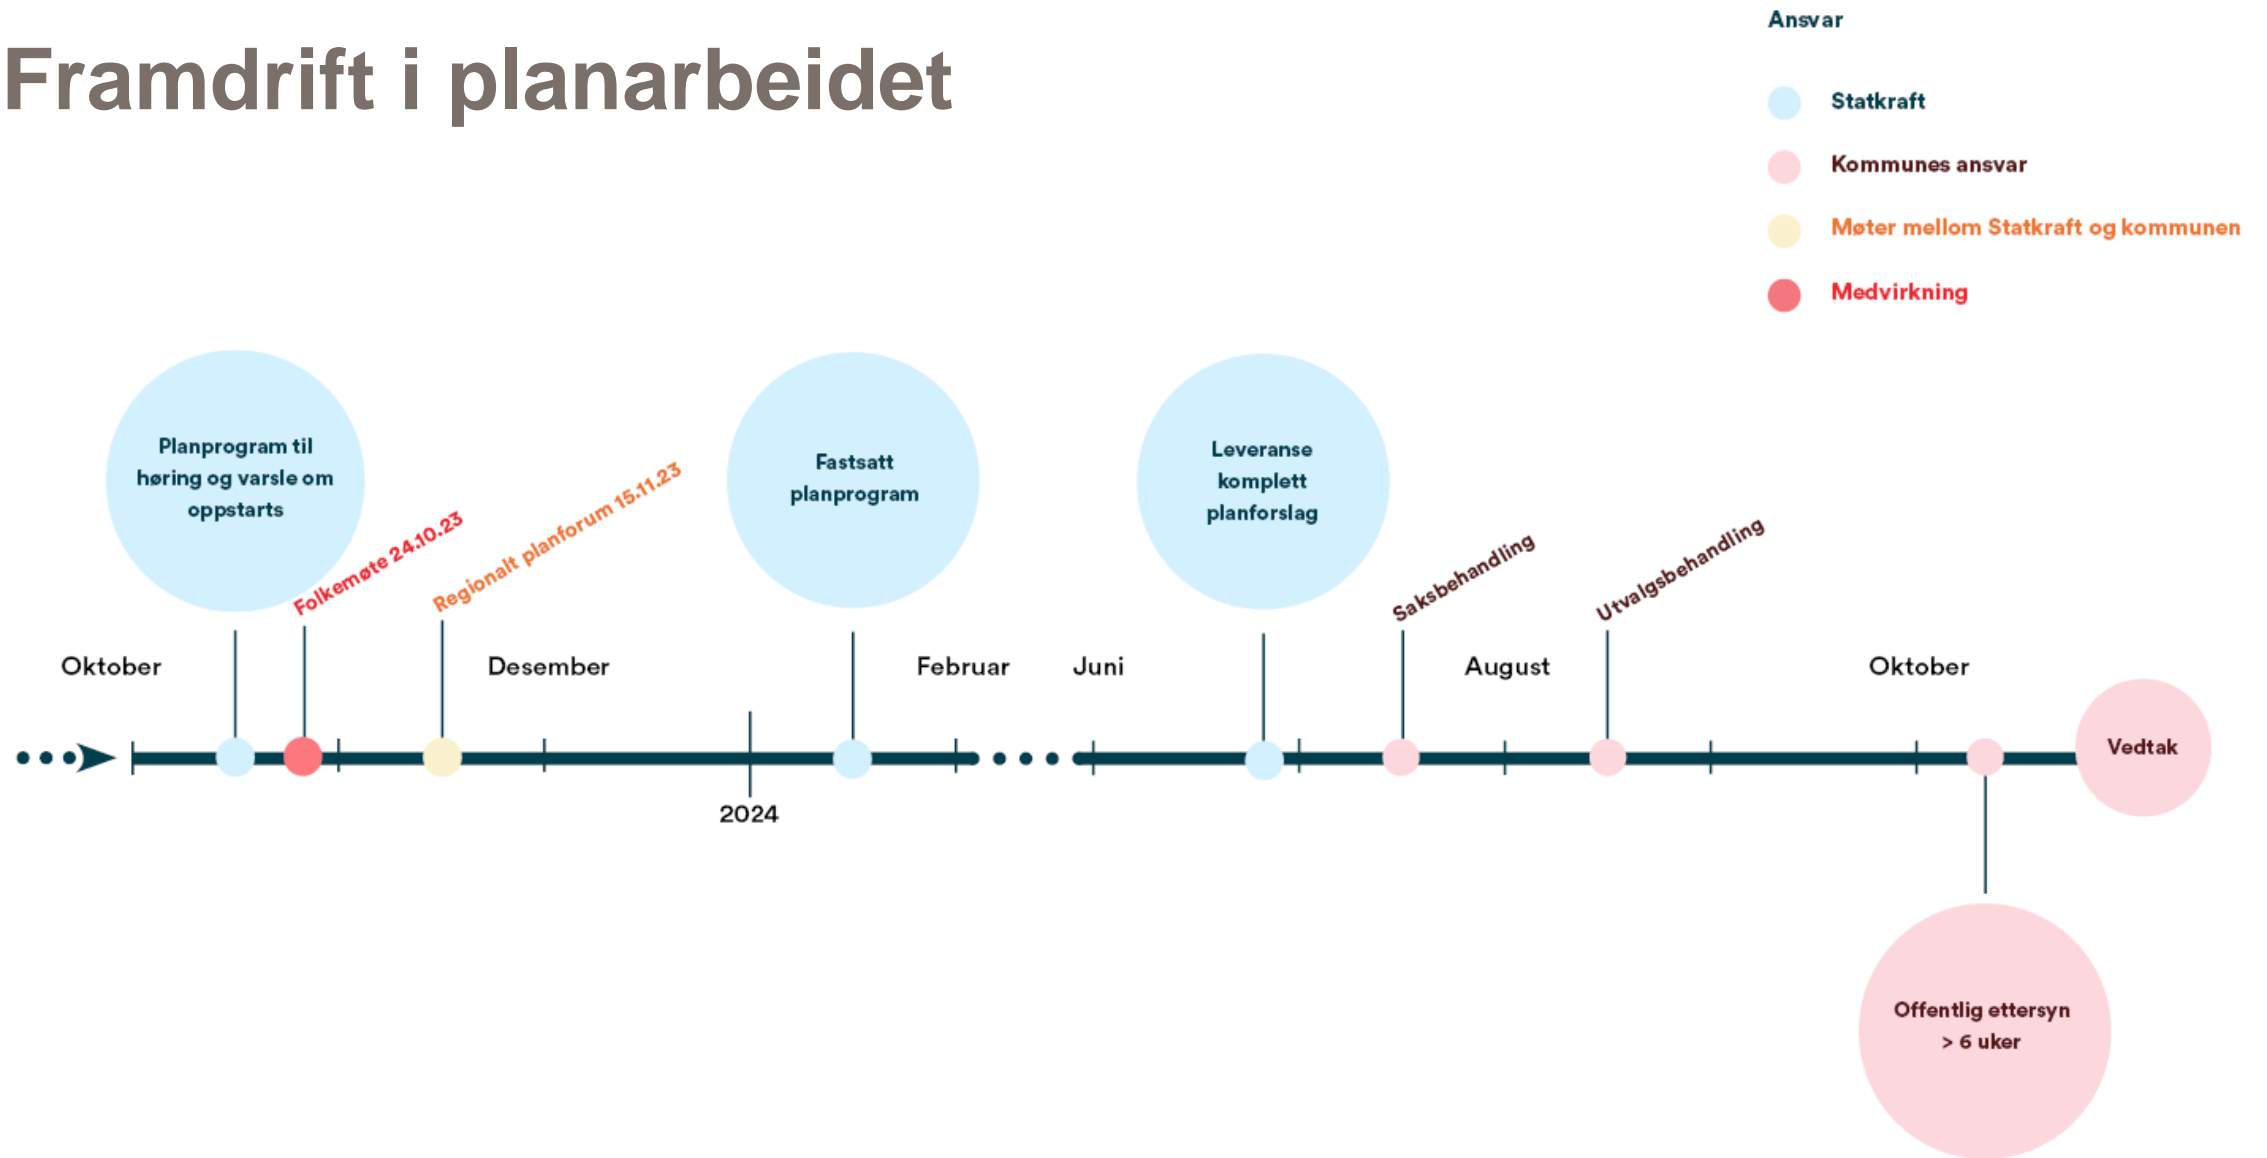 Framdrift i planarbeidet
Ansvar
Statkraft
Kommunes ansvar
Møter mellom Statkraft og kommunen
Medvirkning
Planprogram til
høring og varsle om
oppstarts
Folkemøte 24.10.23
Regionalt planforum 15.11.23
Fastsatt
planprogram
Leveranse
komplett
planforslag
Saksbehandling
Utvalgsbehandling
Oktober
Desember
Februar
Juni
August
Oktober
Vedtak
2024
Offentlig ettersyn
> 6 uker